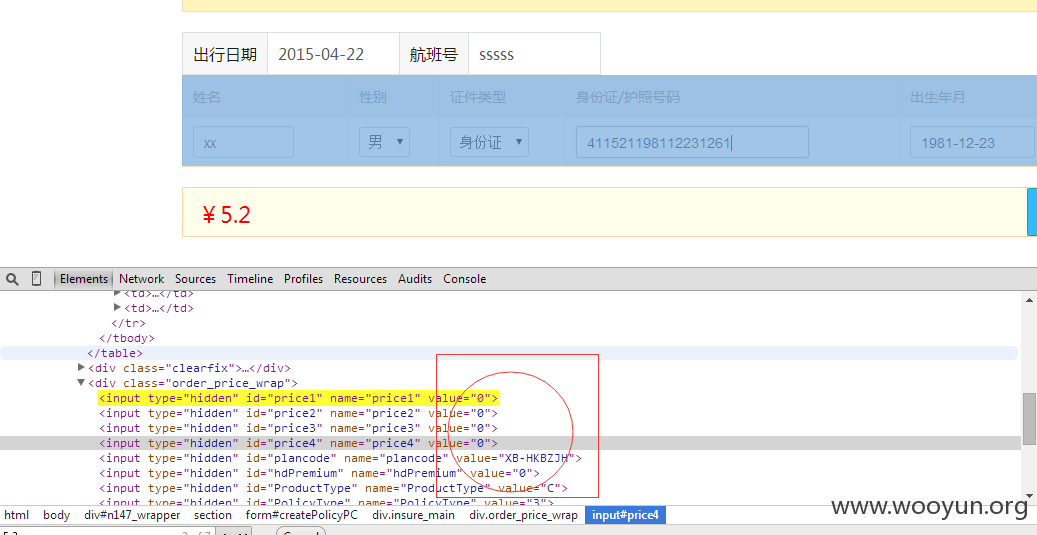 出行日期 2015-04-22 航班号 sssss
姓名 性别 证件类型 身份证/护照号码 出生年月
xx 男 身份证 411521198112231261 1981-12-23
¥ 5.2
Elements Network Sources Timeline Profiles Resources Audits Console
<td>…</td>
<td>…</td>
</tr>
</tbody>
</table>
<div class="clearfix">…</div>
<div class="order_price_wrap">
<input type="hidden" id="price1" name="price1" value="0">
<input type="hidden" id="price2" name="price2" value="0">
<input type="hidden" id="price3" name="price3" value="0">
<input type="hidden" id="price4" name="price4" value="0">
<input type="hidden" id="plancode" name="plancode" value="XB-HKBZJH">
<input type="hidden" id="hdPremium" name="hdPremium" value="0">
<input type="hidden" id="ProductType" name="ProductType" value="C">
<input type="hidden" id="PolicyType" name="PolicyType" value="3">
www.wooyun.org
html body div#n147_wrapper section form#createPolicyPC div.insure_main div.order_price_wrap input#price4